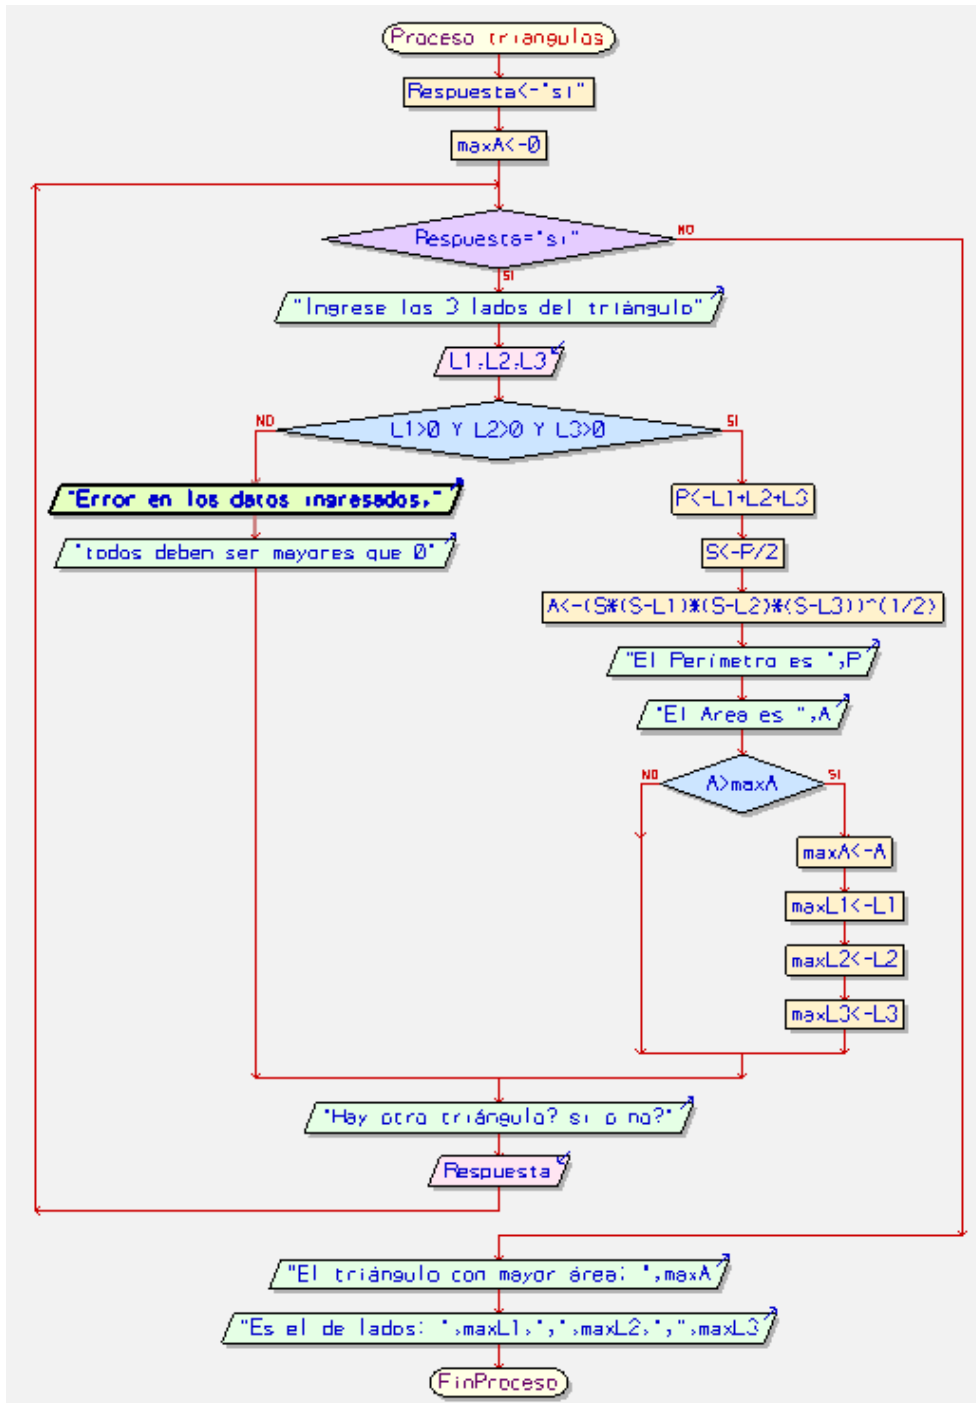 Proceso triangulos
Respuesta<-"si"
maxA<-0
Respuesta="si"
NO
SI
"Ingrese los 3 lados del triángulo"
L1,L2,L3
L1>0 Y L2>0 Y L3>0
NO
SI
"Error en los datos ingresados,"
"todos deben ser mayores que 0"
P<-L1+L2+L3
S<-P/2
A<-(S*(S-L1)*(S-L2)*(S-L3))^(1/2)
"El Perímetro es ",P
"El Area es ",A
A>maxA
NO
SI
maxA<-A
maxL1<-L1
maxL2<-L2
maxL3<-L3
"Hay otro triángulo? si o no?"
Respuesta
"El triángulo con mayor área: ",maxA
"Es el de lados: ",maxL1,",",maxL2,",",maxL3
FinProceso